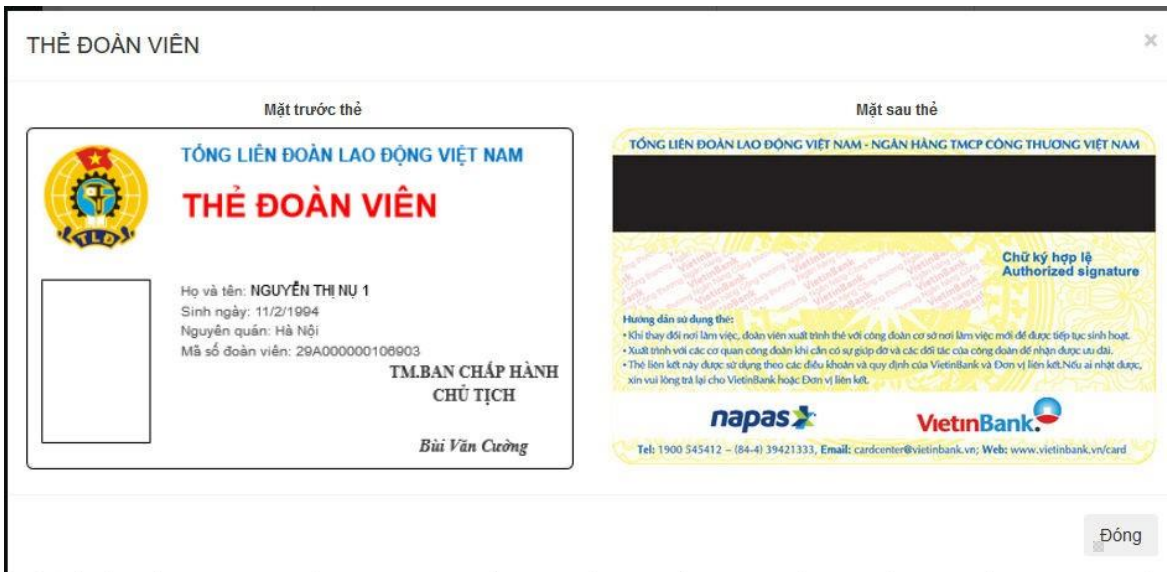 THẺ ĐOÀN VIÊN
×
Mặt trước thẻ
TỔNG LIÊN ĐOÀN LAO ĐỘNG VIỆT NAM
THẺ ĐOÀN VIÊN
TLĐ
Họ và tên: NGUYỄN THỊ NỤ 1
Sinh ngày: 11/2/1994
Nguyên quán: Hà Nội
Mã số đoàn viên: 29A000000106903
TM.BAN CHẤP HÀNH
CHỦ TỊCH
Bùi Văn Cường
Mặt sau thẻ
TỔNG LIÊN ĐOÀN LAO ĐỘNG VIỆT NAM - NGÂN HÀNG TMCP CÔNG THƯƠNG VIỆT NAM
Chữ ký hợp lệ
Authorized signature
Hướng dẫn sử dụng thẻ:
• Khi thay đổi nơi làm việc, đoàn viên xuất trình thẻ với công đoàn cơ sở nơi làm việc mới để được tiếp tục sinh hoạt.
• Xuất trình với các cơ quan công đoàn khi cần có sự giúp đỡ và các đối tác của công đoàn để nhận được ưu đãi.
• Thẻ liên kết này được sử dụng theo các điều khoản và quy định của VietinBank và Đơn vị liên kết.Nếu ai nhặt được,
xin vui lòng trả lại cho VietinBank hoặc Đơn vị liên kết.
napas
VietinBank
Tel: 1900 545412 – (84-4) 39421333, Email: cardcenter@vietinbank.vn; Web: www.vietinbank.vn/card
Đóng